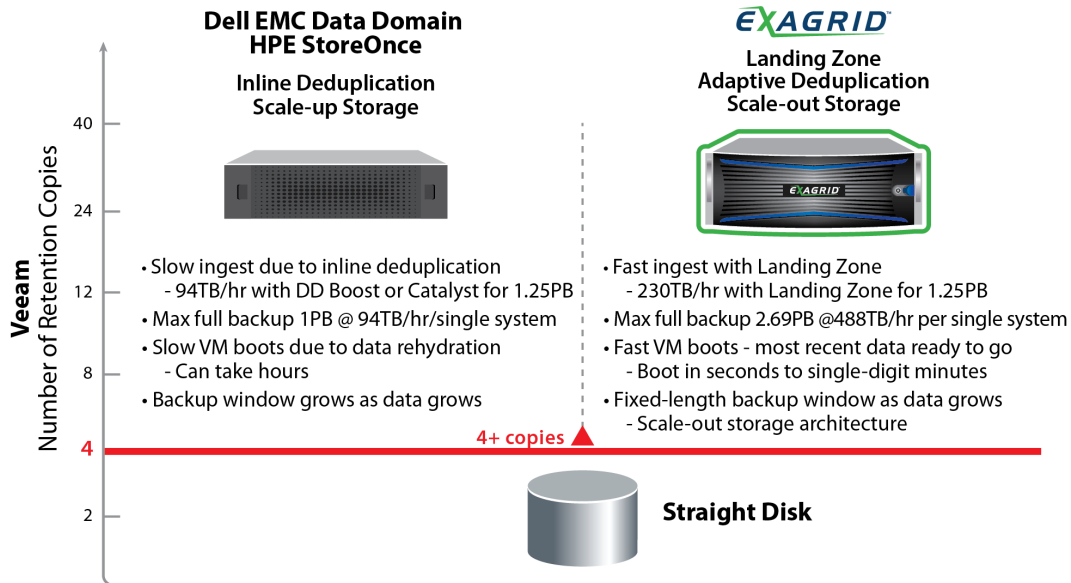 Dell EMC Data Domain
HPE StoreOnce
Inline Deduplication
Scale-up Storage
EXAGRID™
Landing Zone
Adaptive Deduplication
Scale-out Storage
EXAGRID
Veeam
Number of Retention Copies
40
24
12
8
4
2
• Slow ingest due to inline deduplication
- 94TB/hr with DD Boost or Catalyst for 1.25PB
• Max full backup 1PB @ 94TB/hr/single system
• Slow VM boots due to data rehydration
- Can take hours
• Backup window grows as data grows
• Fast ingest with Landing Zone
- 230TB/hr with Landing Zone for 1.25PB
• Max full backup 2.69PB @488TB/hr per single system
• Fast VM boots - most recent data ready to go
- Boot in seconds to single-digit minutes
• Fixed-length backup window as data grows
- Scale-out storage architecture
4+ copies
Straight Disk